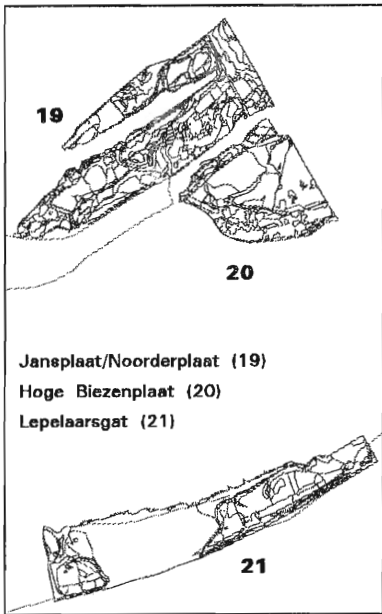 19
20
Jansplaat/Noorderplaat (19)
Hoge Biezenplaat (20)
Lepelaarsgat (21)
21